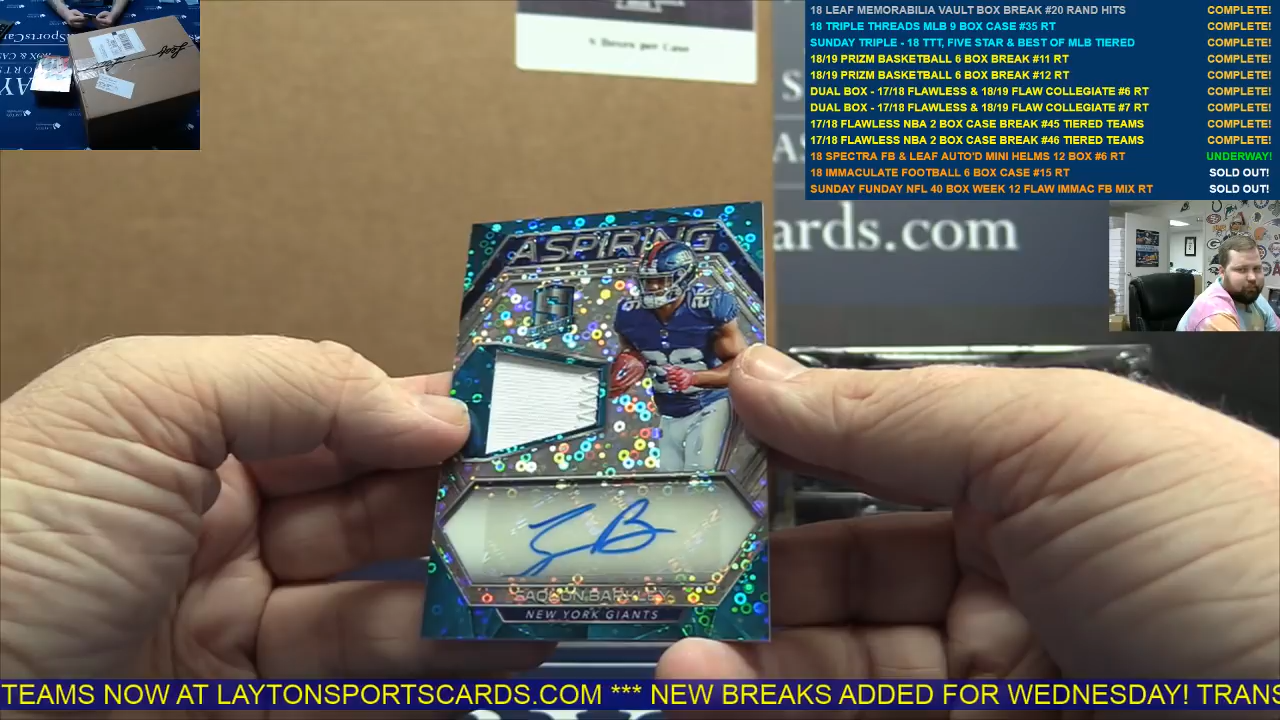 18 LEAF MEMORABILIA VAULT BOX BREAK #20 RAND HITS COMPLETE!
18 TRIPLE THREADS MLB 9 BOX CASE #35 RT COMPLETE!
SUNDAY TRIPLE - 18 TTT, FIVE STAR & BEST OF MLB TIERED COMPLETE!
18/19 PRIZM BASKETBALL 6 BOX BREAK #11 RT COMPLETE!
18/19 PRIZM BASKETBALL 6 BOX BREAK #12 RT COMPLETE!
DUAL BOX - 17/18 FLAWLESS & 18/19 FLAW COLLEGIATE #6 RT COMPLETE!
DUAL BOX - 17/18 FLAWLESS & 18/19 FLAW COLLEGIATE #7 RT COMPLETE!
17/18 FLAWLESS NBA 2 BOX CASE BREAK #45 TIERED TEAMS COMPLETE!
17/18 FLAWLESS NBA 2 BOX CASE BREAK #46 TIERED TEAMS COMPLETE!
18 SPECTRA FB & LEAF AUTO'D MINI HELMS 12 BOX #6 RT UNDERWAY!
18 IMMACULATE FOOTBALL 6 BOX CASE #15 RT SOLD OUT!
SUNDAY FUNDAY NFL 40 BOX WEEK 12 FLAW IMMAC FB MIX RT SOLD OUT!
ards.com
ASPIRING
26
SAQUON BARKLEY
NEW YORK GIANTS
TEAMS NOW AT LAYTONSPORTSCARDS.COM *** NEW BREAKS ADDED FOR WEDNESDAY! TRANS